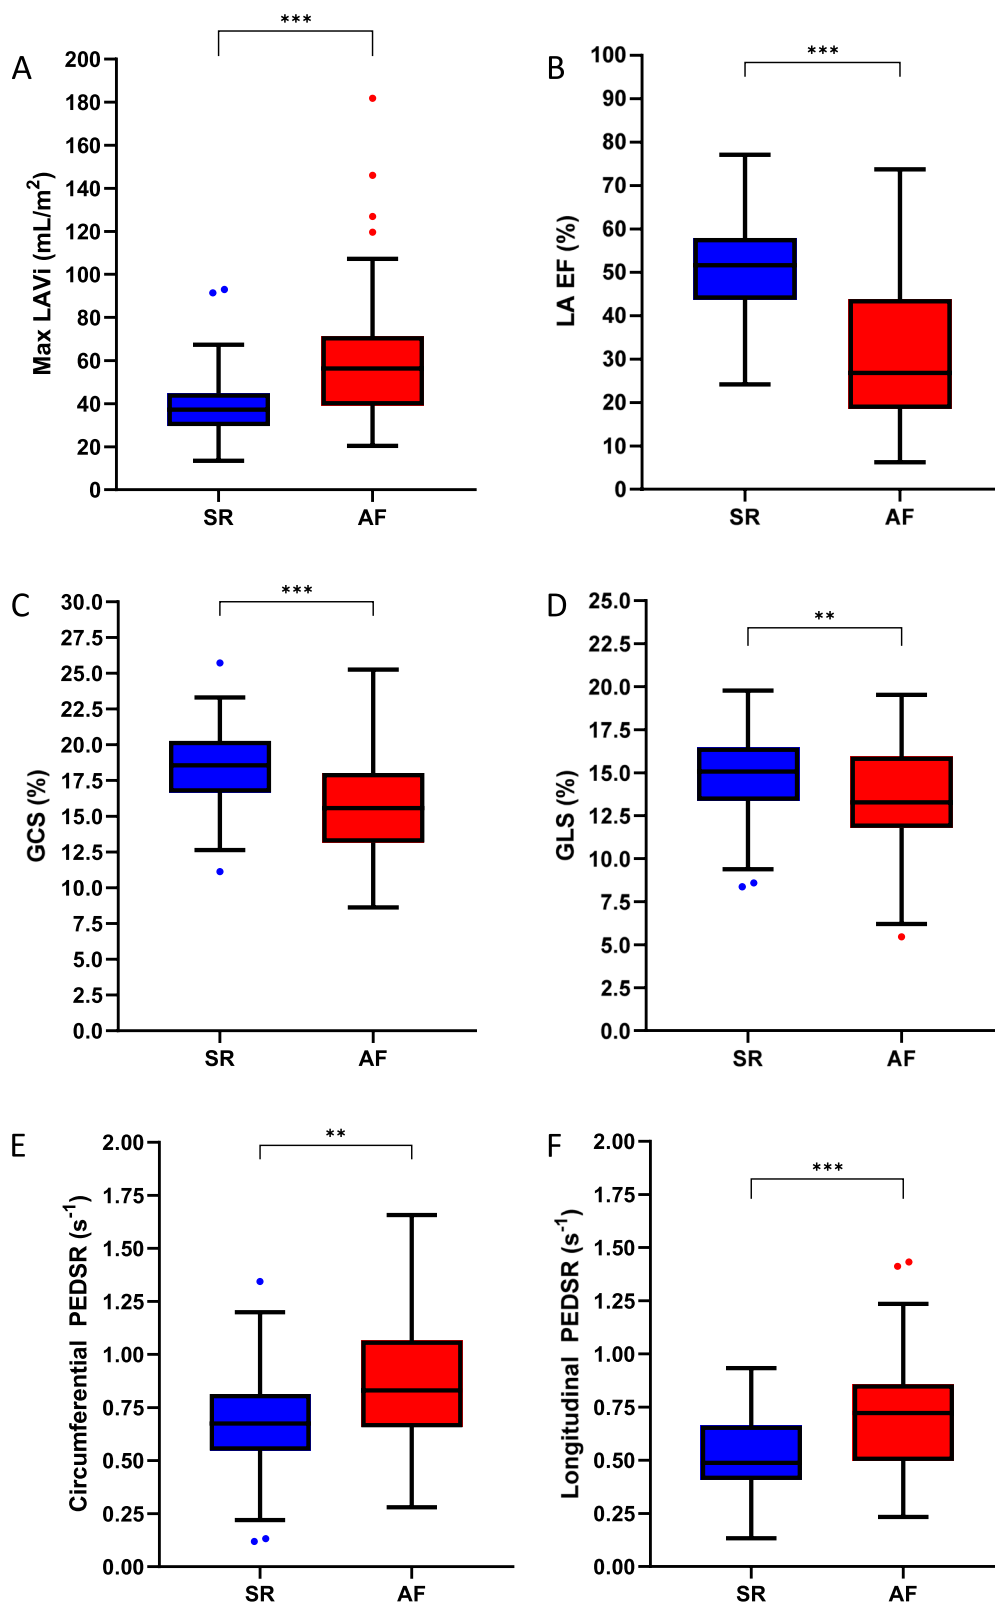 A
***
Max LAVi (mL/m²)
200
180
160
140
120
100
80
60
40
20
0
SR
AF
B
***
LA EF (%)
100
90
80
70
60
50
40
30
20
10
0
SR
AF
C
***
GCS (%)
30.0
27.5
25.0
22.5
20.0
17.5
15.0
12.5
10.0
7.5
5.0
2.5
0.0
SR
AF
D
**
GLS (%)
25.0
22.5
20.0
17.5
15.0
12.5
10.0
7.5
5.0
2.5
0.0
SR
AF
E
**
Circumferential PEDSR (s⁻¹)
2.00
1.75
1.50
1.25
1.00
0.75
0.50
0.25
0.00
SR
AF
F
***
Longitudinal PEDSR (s⁻¹)
2.00
1.75
1.50
1.25
1.00
0.75
0.50
0.25
0.00
SR
AF